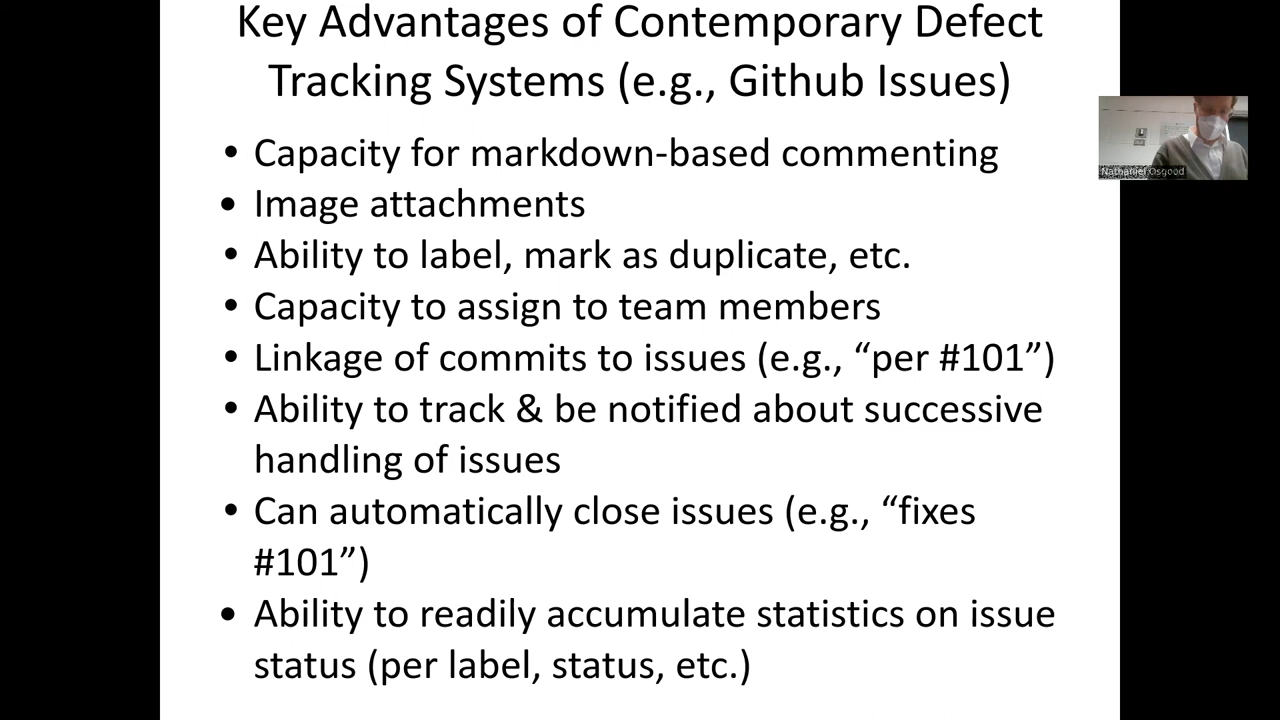 Key Advantages of Contemporary Defect
Tracking Systems (e.g., Github Issues)
• Capacity for markdown-based commenting
• Image attachments
• Ability to label, mark as duplicate, etc.
• Capacity to assign to team members
• Linkage of commits to issues (e.g., “per #101”)
• Ability to track & be notified about successive
handling of issues
• Can automatically close issues (e.g., “fixes
#101”)
• Ability to readily accumulate statistics on issue
status (per label, status, etc.)
Nathaniel Osgood